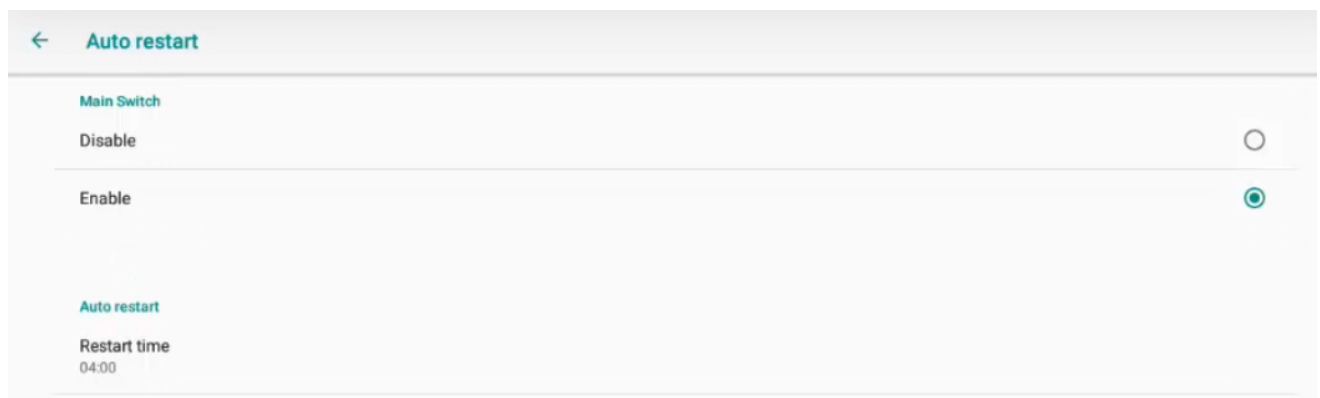 Auto restart
Main Switch
Disable
Enable
Auto restart
Restart time
04:00